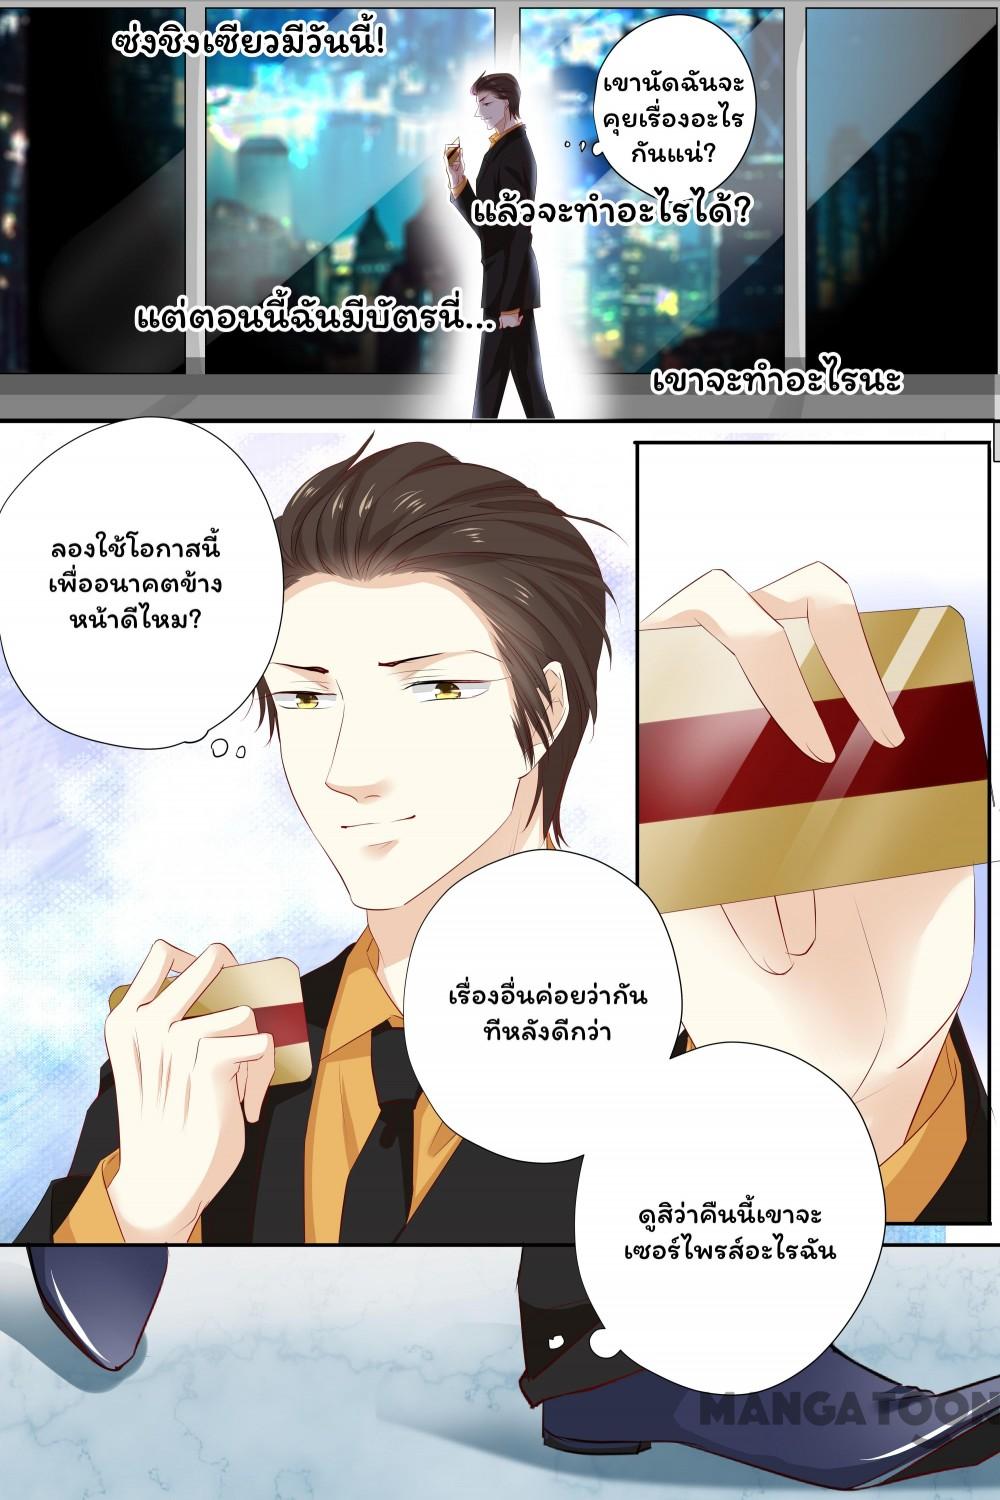 ซ่งชิงเซียวมีวันนี้!
เขานัดฉันจะ
คุยเรื่องอะไร
กันแน่?
แล้วจะทำอะไรได้?
แต่ตอนนี้ฉันมีบัตรนี่...
เขาจะทำอะไรนะ
ลองใช้โอกาสนี้
เพื่ออนาคตข้าง
หน้าดีไหม?
เรื่องอื่นค่อยว่ากัน
ทีหลังดีกว่า
ดูสิว่าคืนนี้เขาจะ
เซอร์ไพรส์อะไรฉัน
MANGATOON